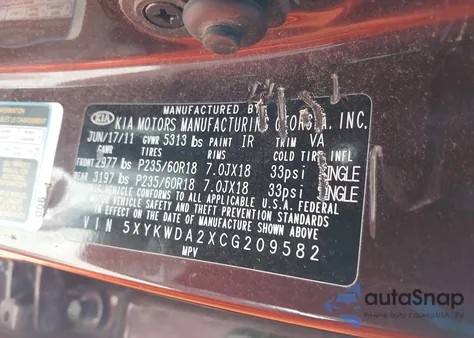 MANUFACTURED BY
KIA KIA MOTORS MANUFACTURING GEORGIA, INC.
JUN/17/11 GVWR 5313 lbs PAINT IR TRIM VA
GAWR TIRES RIMS COLD TIRE INFL
FRONT 2977 lbs P235/60R18 7.0JX18 33psi SINGLE
REAR 3197 lbs P235/60R18 7.0JX18 33psi SINGLE
THIS VEHICLE CONFORMS TO ALL APPLICABLE U.S.A. FEDERAL
MOTOR VEHICLE SAFETY AND THEFT PREVENTION
STANDARDS IN EFFECT ON THE DATE OF MANUFACTURE SHOWN ABOVE
VIN 5XYKWDA2XCG209582
MPV
autoSnap